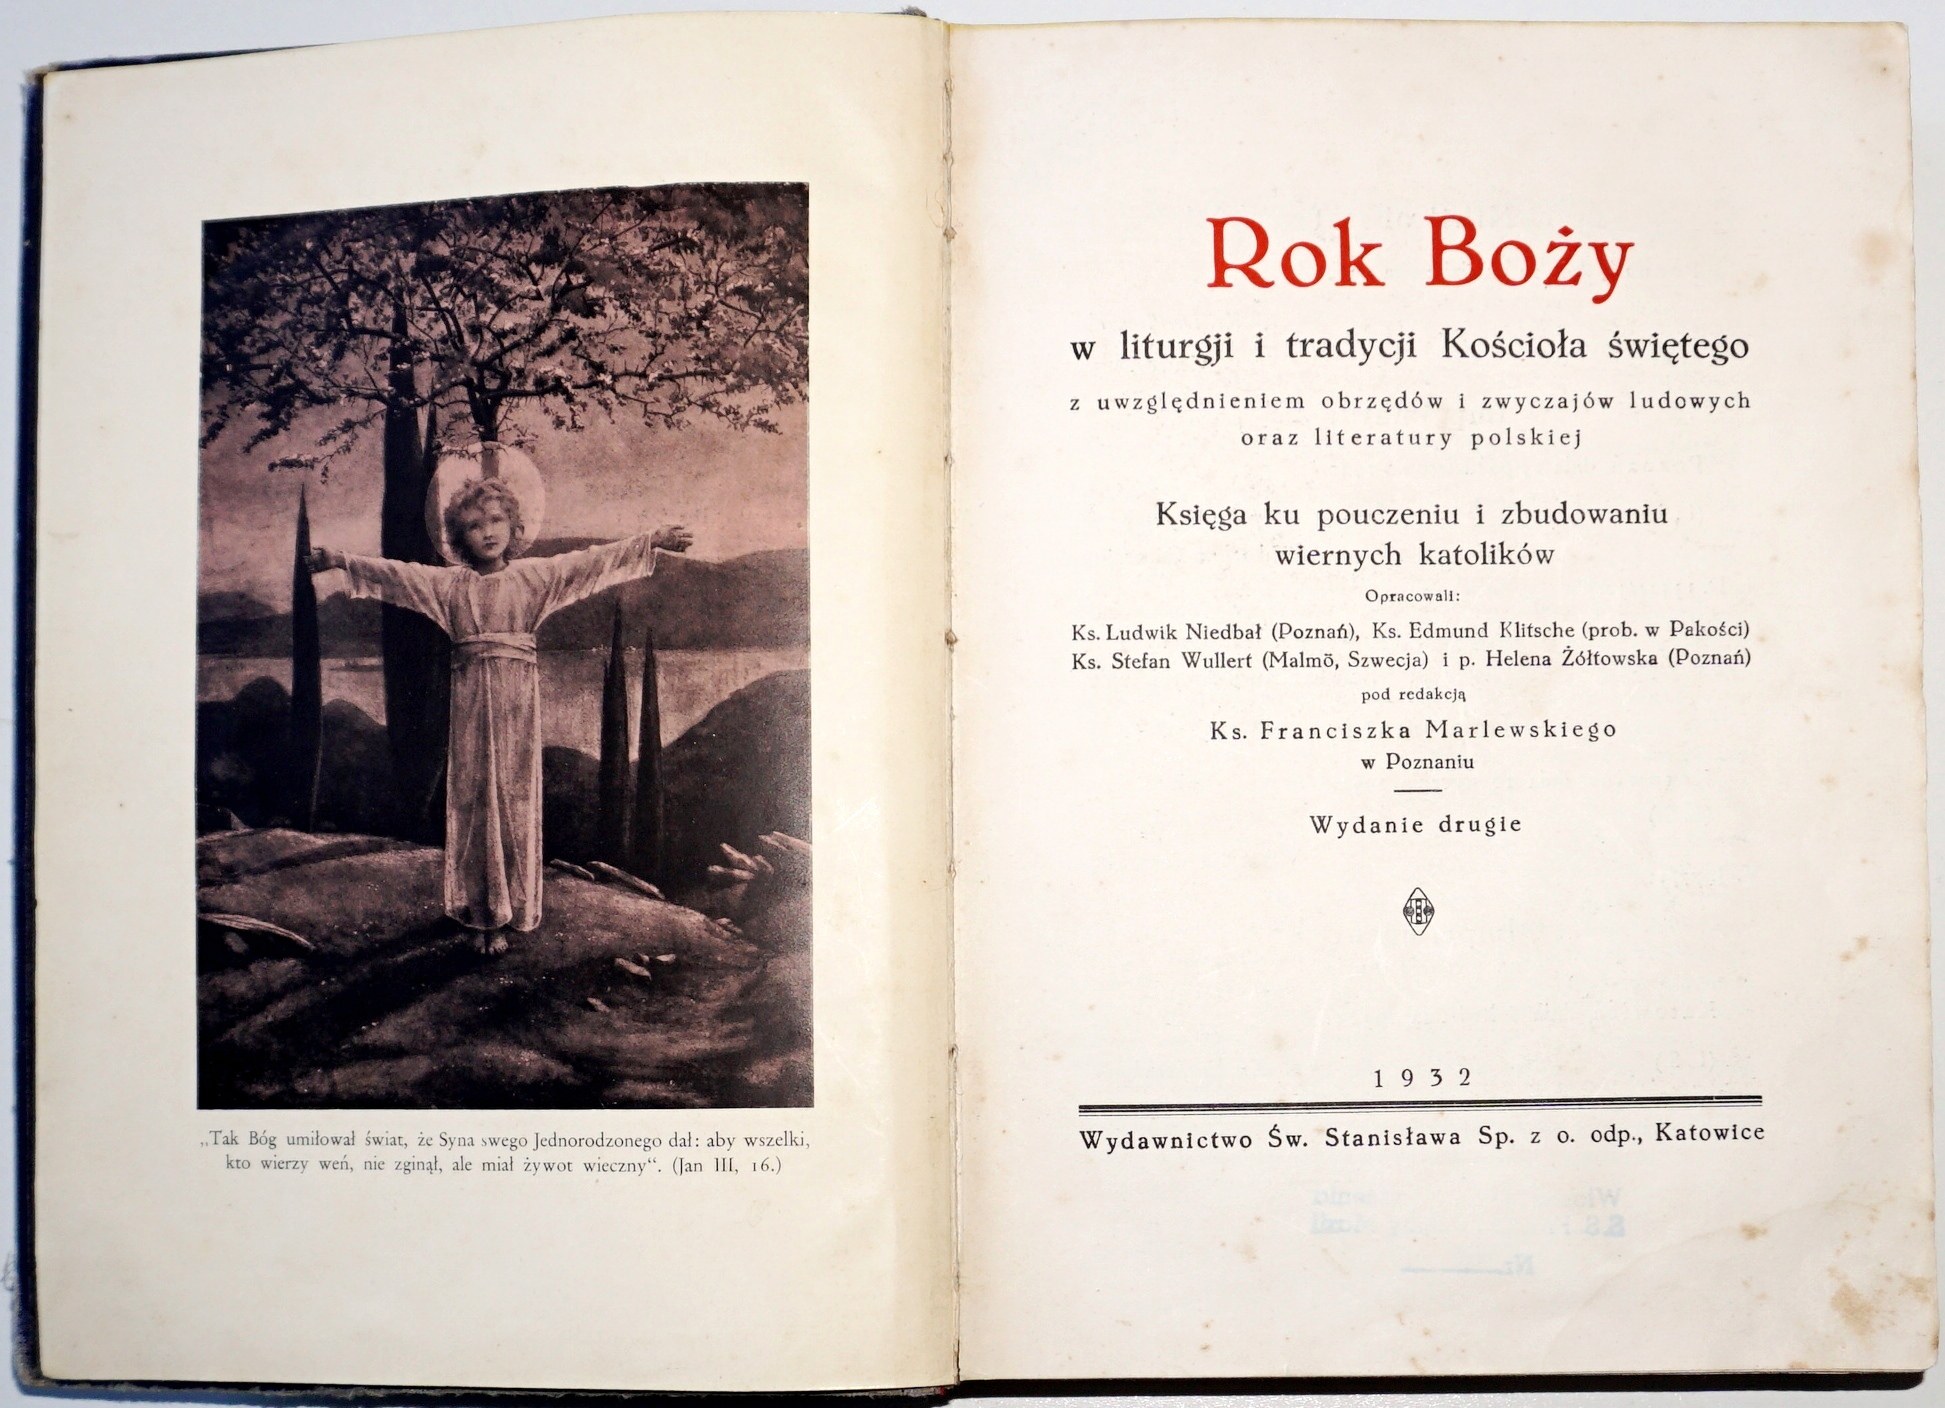 „Tak Bóg umiłował świat, że Syna swego Jednorodzonego dał: aby wszelki,
kto wierzy weń, nie zginął, ale miał żywot wieczny“. (Jan III, 16.)
Rok Boży
w liturgji i tradycji Kościoła świętego
z uwzględnieniem obrzędów i zwyczajów ludowych
oraz literatury polskiej
Księga ku pouczeniu i zbudowaniu
wiernych katolików
Opracowali:
Ks. Ludwik Niedbał (Poznań), Ks. Edmund Klitsche (prob. w Pakości)
Ks. Stefan Wullert (Malmö, Szwecja) i p. Helena Żółtowska (Poznań)
pod redakcją
Ks. Franciszka Marlewskiego
w Poznaniu
Wydanie drugie
1932
Wydawnictwo Św. Stanisława Sp. z o. odp., Katowice